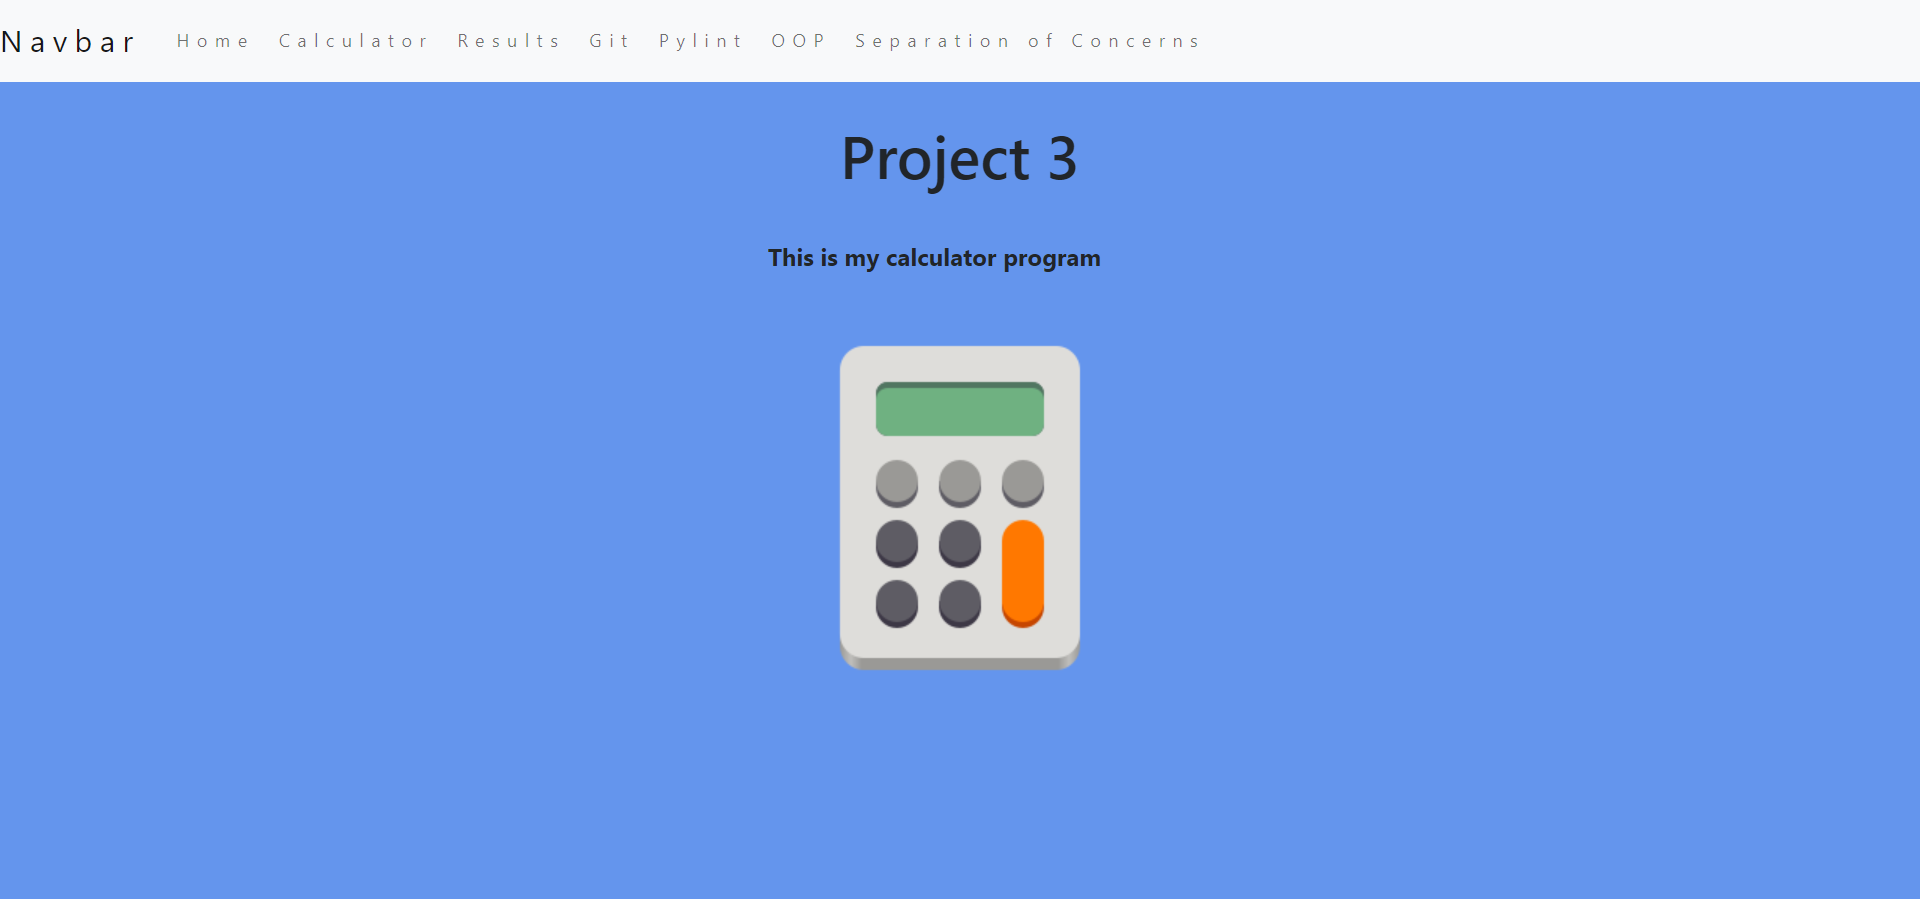 Navbar Home Calculator Results Git Pylint OOP Separation of Concerns
Project 3
This is my calculator program